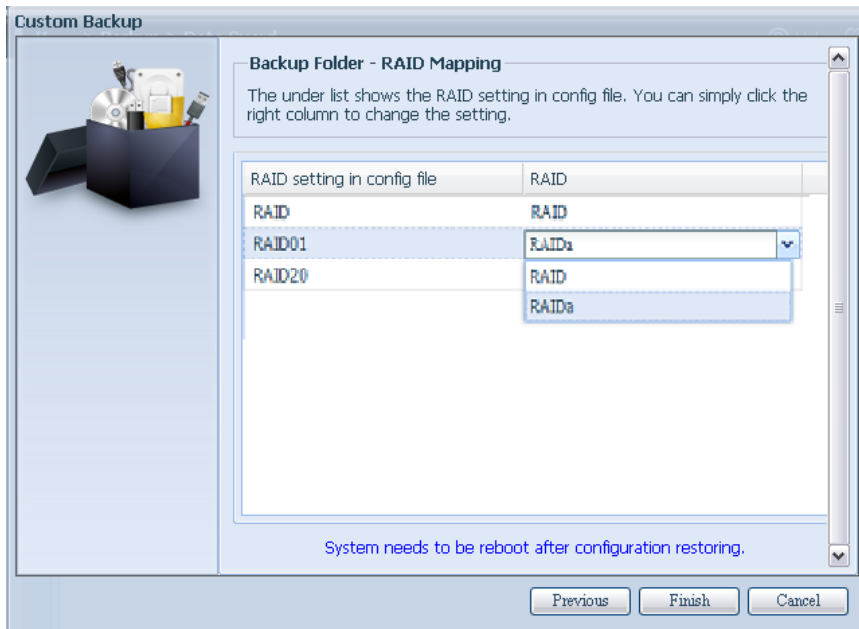 Custom Backup
Backup Folder - RAID Mapping
The under list shows the RAID setting in config file. You can simply click the
right column to change the setting.
RAID setting in config file RAID
RAID RAID
RAID01 RAIDa
RAID20 RAID
RAIDa
System needs to be reboot after configuration restoring.
Previous Finish Cancel